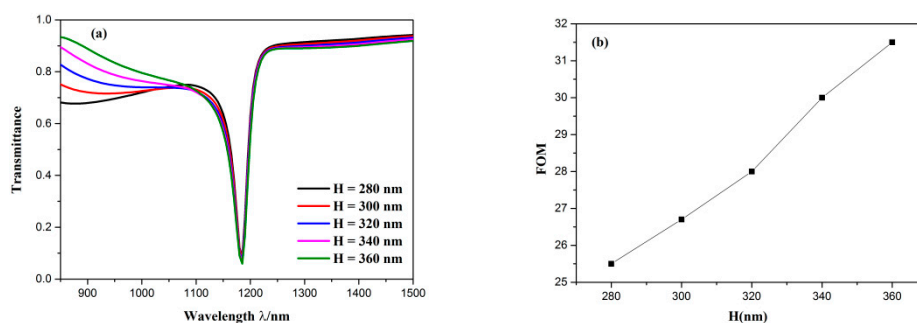 (a)
Transmittance
1.0
0.8
0.6
0.4
0.2
0.0
H = 280 nm
H = 300 nm
H = 320 nm
H = 340 nm
H = 360 nm
900 1000 1100 1200 1300 1400 1500
Wavelength λ/nm
(b)
FOM
32
31
30
29
28
27
26
25
280 300 320 340 360
H(nm)